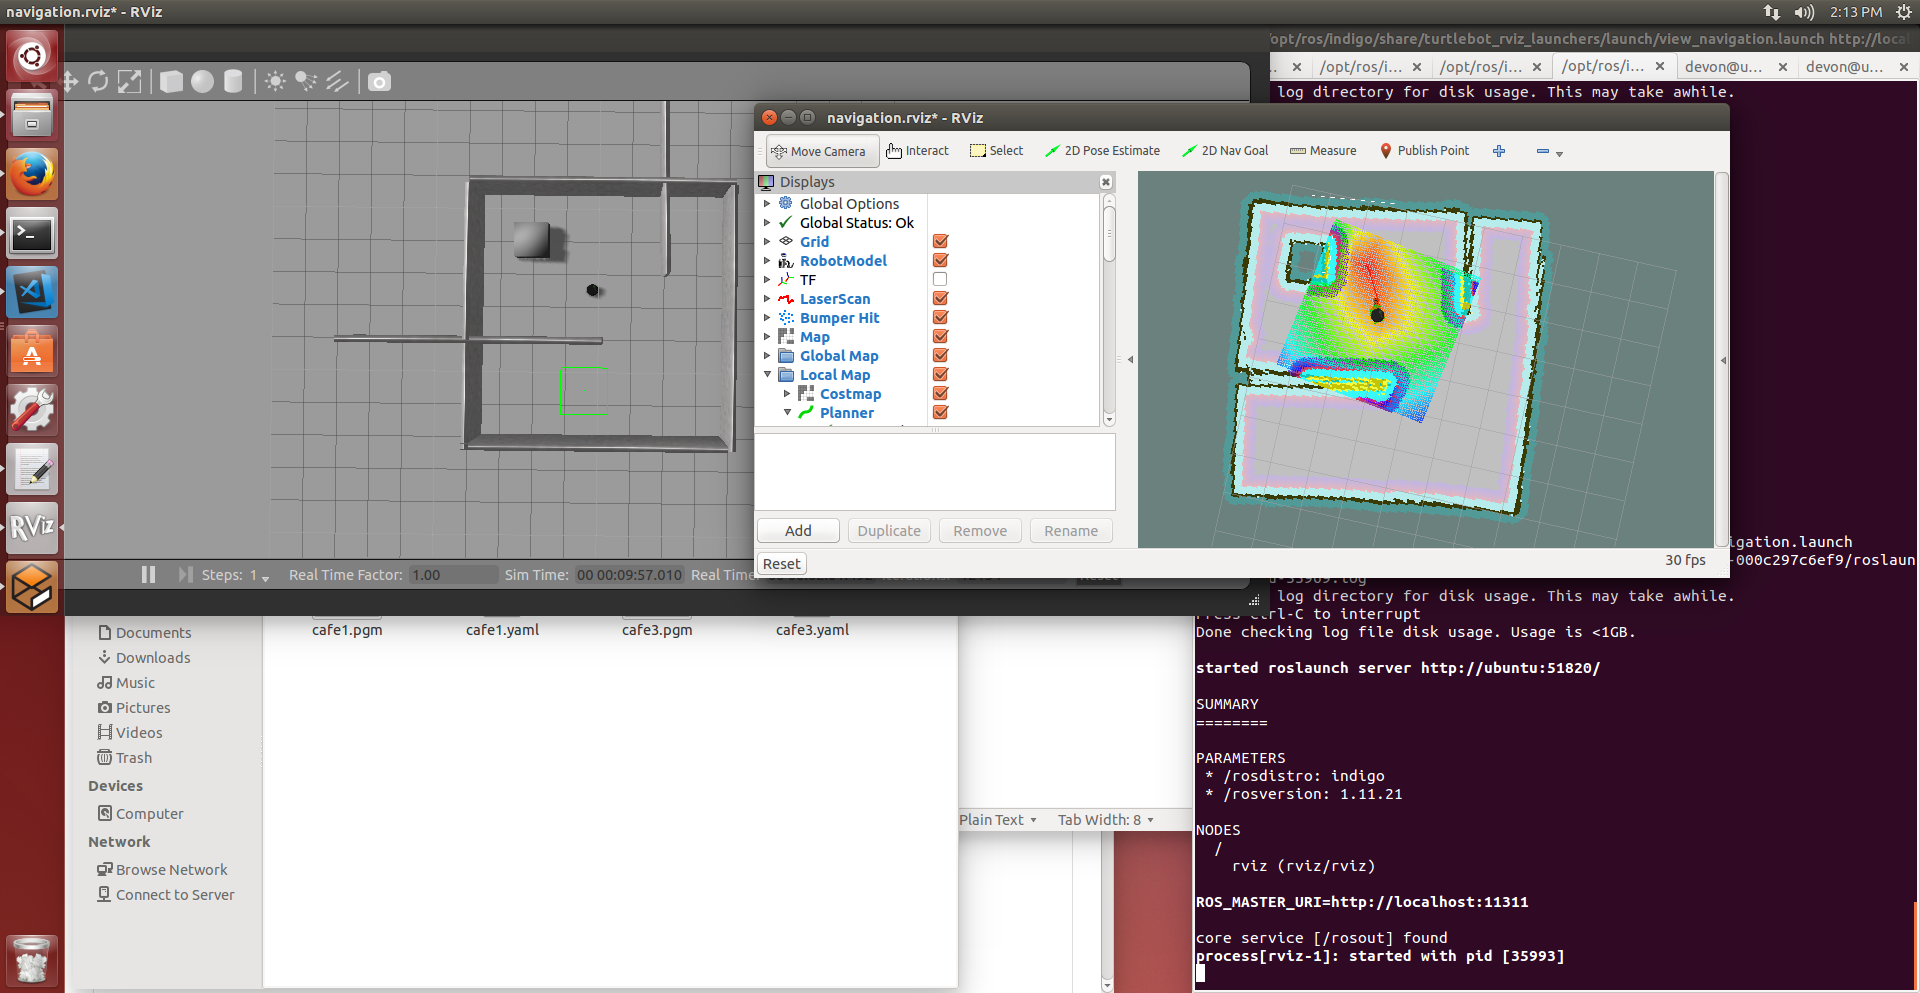 navigation.rviz* - RViz
2:13 PM
/opt/ros/indigo/share/turtlebot_rviz_launchers/launch/view_navigation.launch http://local
/opt/ros/i... × /opt/ros/i... × /opt/ros/i... × devon@u... × devon@u... ×
log directory for disk usage. This may take awhile.
navigation.rviz* - RViz
Move Camera Interact Select 2D Pose Estimate 2D Nav Goal Measure Publish Point
Displays
Global Options
Global Status: Ok
Grid
RobotModel
TF
LaserScan
Bumper Hit
Map
Global Map
Local Map
Costmap
Planner
Add Duplicate Remove Rename
Reset
30 fps
Steps: 1 Real Time Factor: 1.00 Sim Time: 00 00:09:57.010 Real Time:
RViz
Documents
Downloads
Music
Pictures
Videos
Trash
Devices
Computer
Network
Browse Network
Connect to Server
cafe1.pgm cafe1.yaml cafe3.pgm cafe3.yaml
Plain Text Tab Width: 8
igation.launch
-000c297c6ef9/roslaun
log directory for disk usage. This may take awhile.
Press Ctrl-C to interrupt
Done checking log file disk usage. Usage is <1GB.
started roslaunch server http://ubuntu:51820/
SUMMARY
========
PARAMETERS
* /rosdistro: indigo
* /rosversion: 1.11.21
NODES
/
rviz (rviz/rviz)
ROS_MASTER_URI=http://localhost:11311
core service [/rosout] found
process[rviz-1]: started with pid [35993]